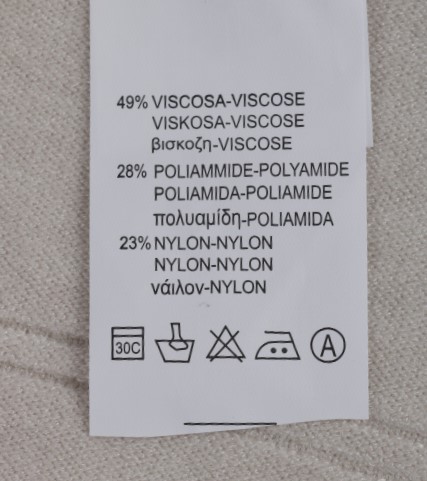 49% VISCOSA-VISCOSE
VISKOSA-VISCOSE
βισκοζη-VISCOSE
28% POLIAMMIDE-POLYAMIDE
POLIAMIDA-POLIAMIDE
πολυαμίδη-POLIAMIDA
23% NYLON-NYLON
NYLON-NYLON
νάιλον-NYLON
30C A